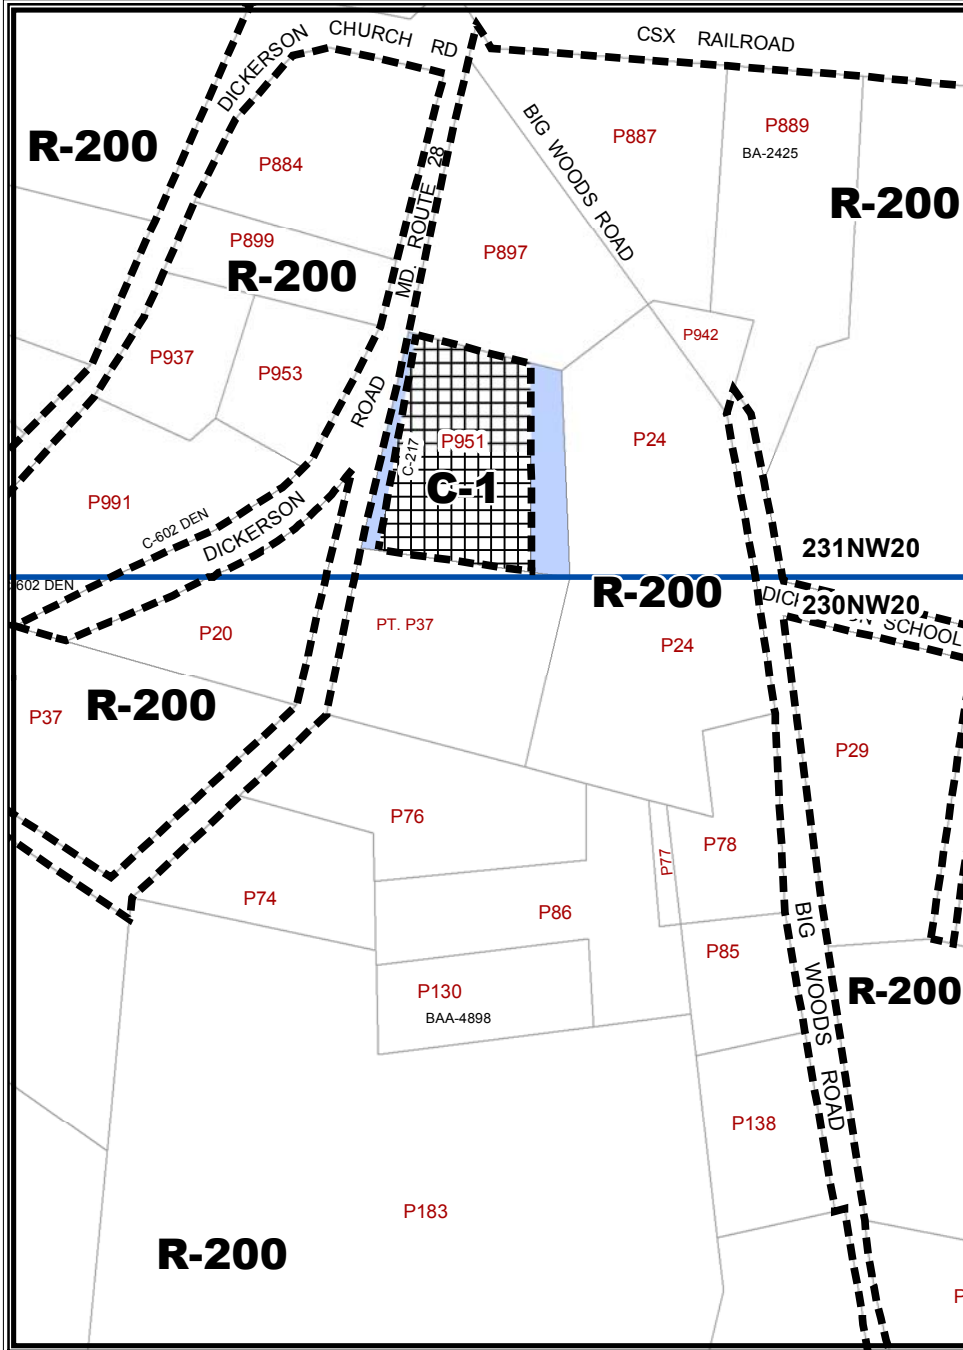 CSX RAILROAD
DICKERSON CHURCH RD
R-200
P884
BIG WOODS ROAD
P887
P889
BA-2425
R-200
P899
R-200
MD. ROUTE 28
P897
P942
P937
P953
ROAD
P951
C-217
C-1
P24
P991
C-602 DEN
DICKERSON
231NW20
602 DEN
R-200
230NW20
SCHOOL
P20
PT. P37
P24
P37
R-200
P29
P76
P77
P78
P74
P86
BIG WOODS ROAD
P85
P130
BAA-4898
R-200
P138
P183
R-200